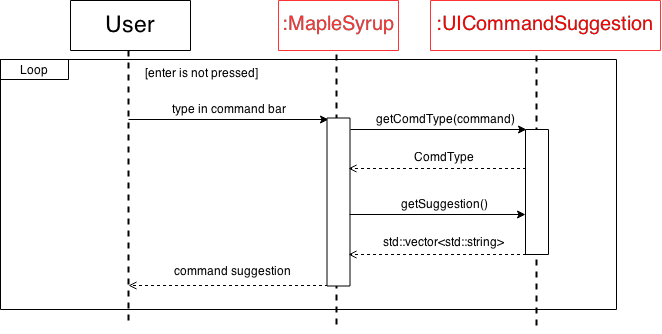 User
:MapleSyrup
:UICommandSuggestion
Loop
[enter is not pressed]
type in command bar
getComdType(command)
ComdType
getSuggestion()
std::vector<std::string>
command suggestion